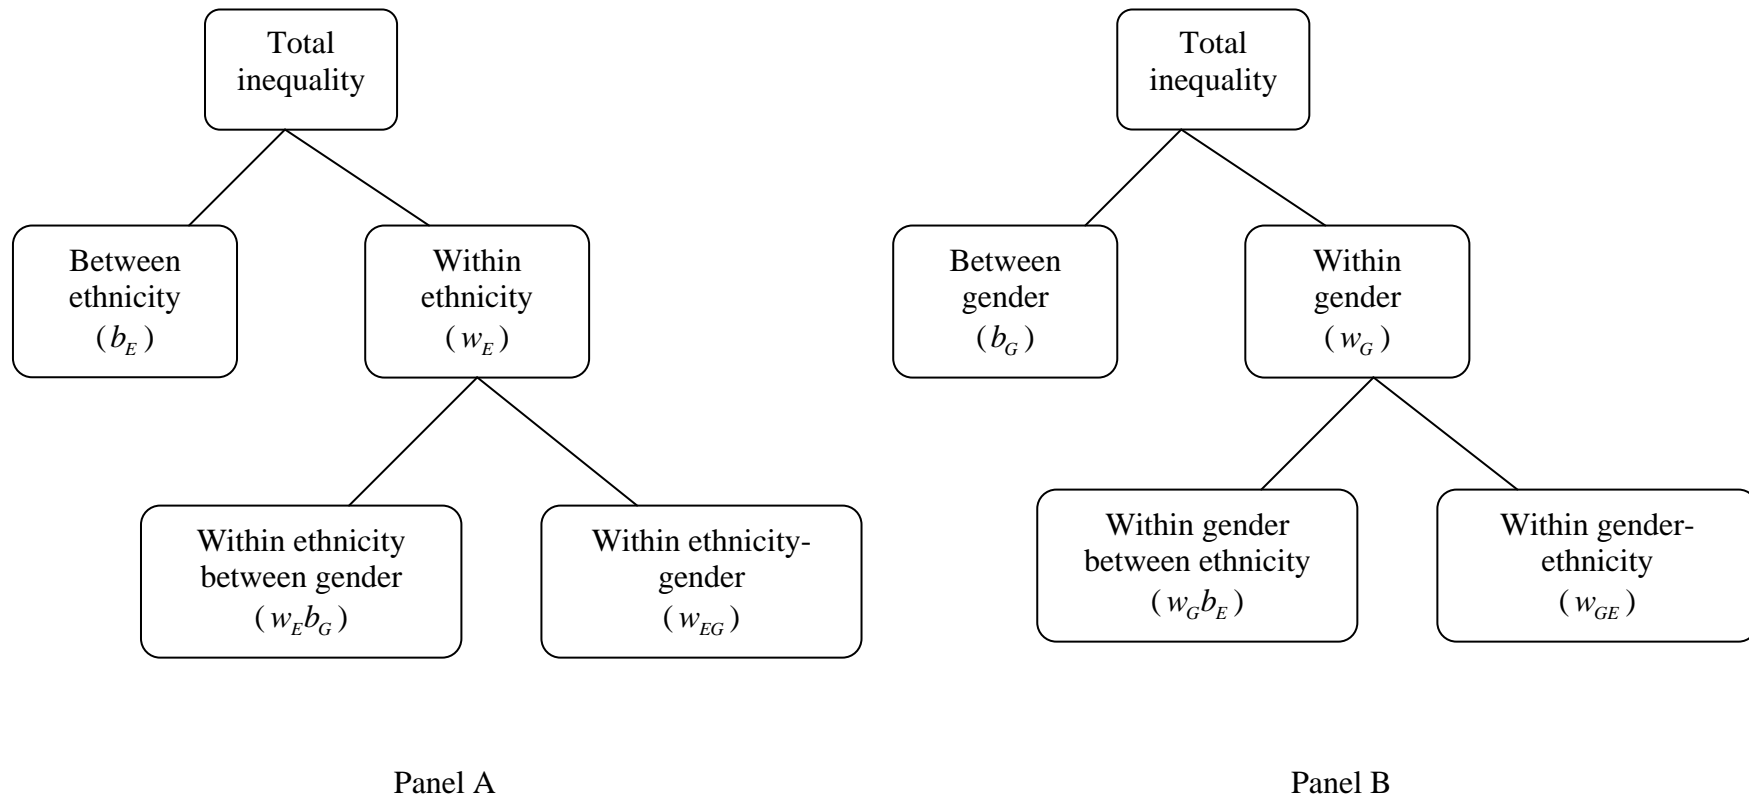 Total
inequality
Between
ethnicity
(b_E)
Within
ethnicity
(w_E)
Within ethnicity
between gender
(w_E b_G)
Within ethnicity-
gender
(w_EG)
Panel A
Total
inequality
Between
gender
(b_G)
Within
gender
(w_G)
Within gender
between ethnicity
(w_G b_E)
Within gender-
ethnicity
(w_GE)
Panel B